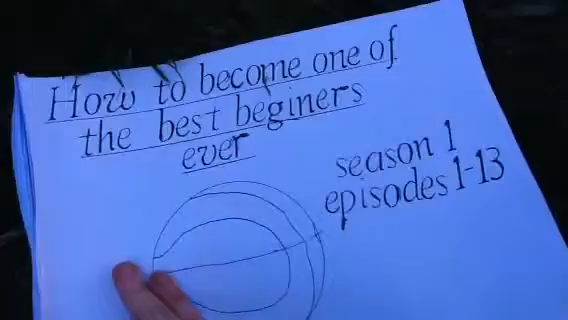 How to become one of
the best beginers
ever
season 1
episodes 1-13